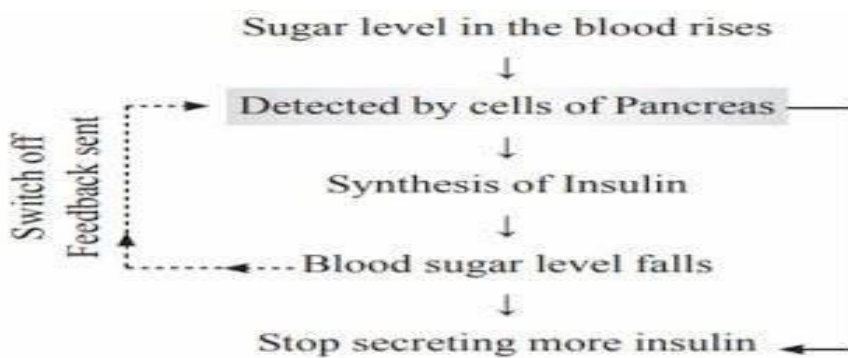 Sugar level in the blood rises
↓
Detected by cells of Pancreas
↓
Synthesis of Insulin
↓
Blood sugar level falls
↓
Stop secreting more insulin
Switch off
Feedback sent